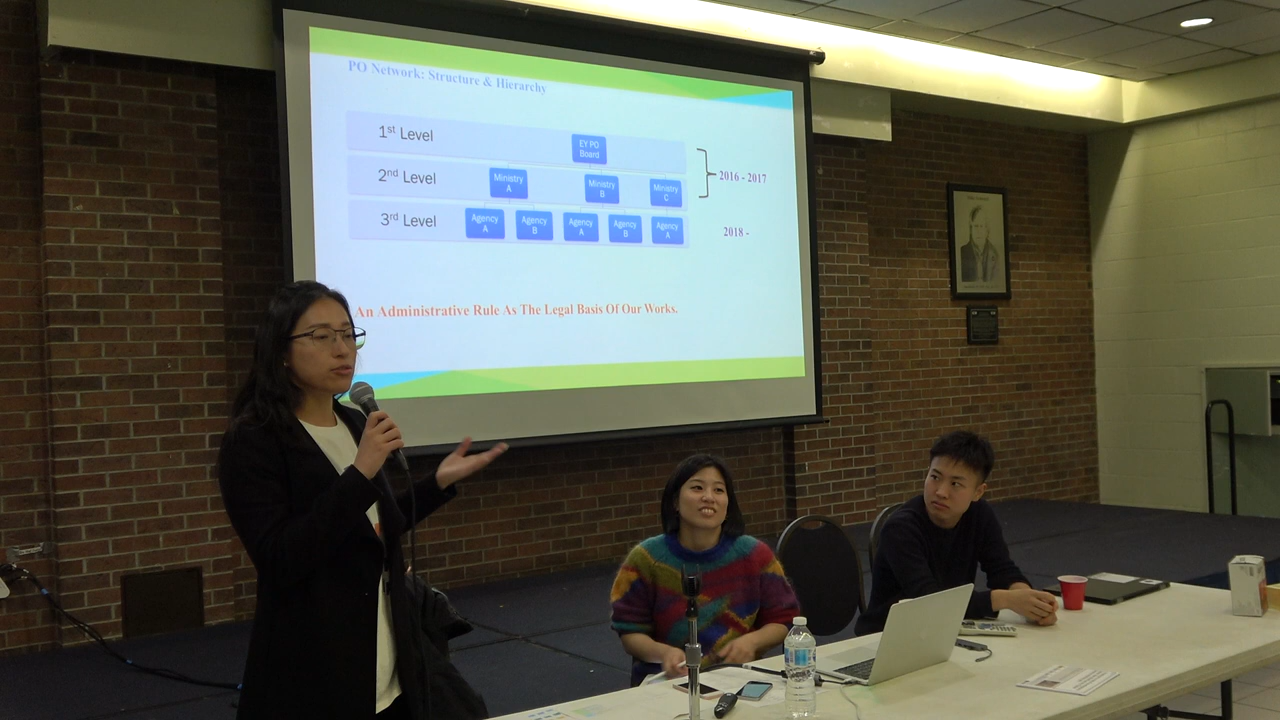 PO Network: Structure & Hierarchy
1st Level
EY PO
Board
2nd Level
Ministry
A
Ministry
B
Ministry
C
2016 - 2017
3rd Level
Agency
A
Agency
B
Agency
A
Agency
B
Agency
A
2018 -
An Administrative Rule As The Legal Basis Of Our Works.